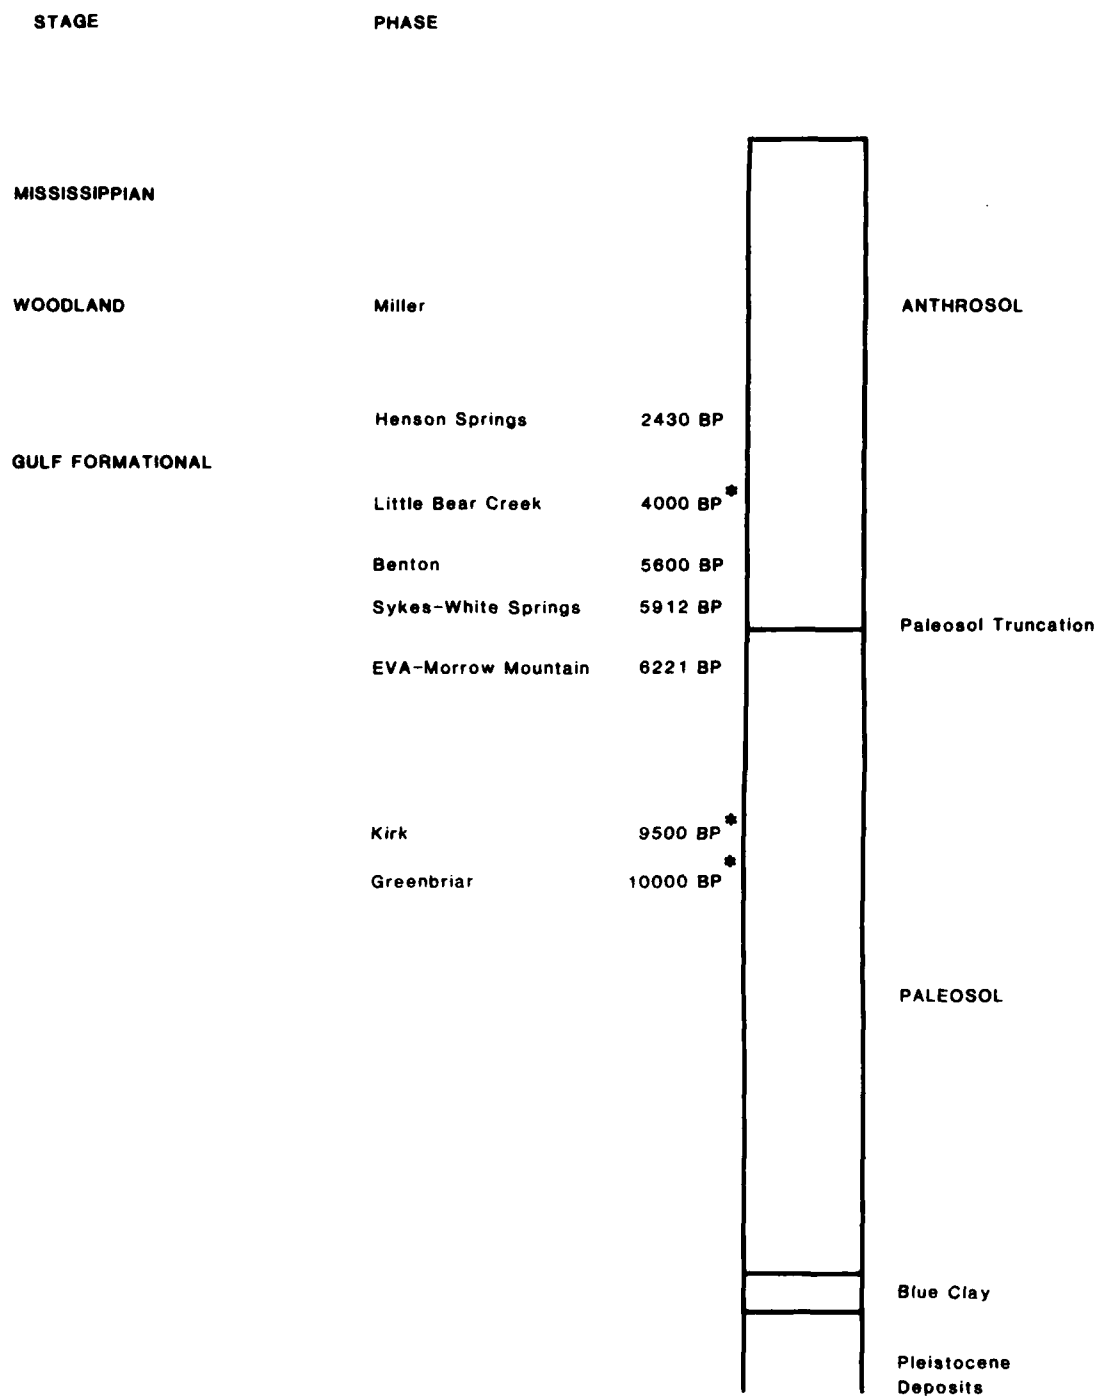 STAGE PHASE
MISSISSIPPIAN
WOODLAND Miller ANTHROSOL
Henson Springs 2430 BP
GULF FORMATIONAL
Little Bear Creek 4000 BP*
Benton 5600 BP
Sykes-White Springs 5912 BP
Paleosol Truncation
EVA-Morrow Mountain 6221 BP
Kirk 9500 BP*
Greenbriar 10000 BP*
PALEOSOL
Blue Clay
Pleistocene
Deposits